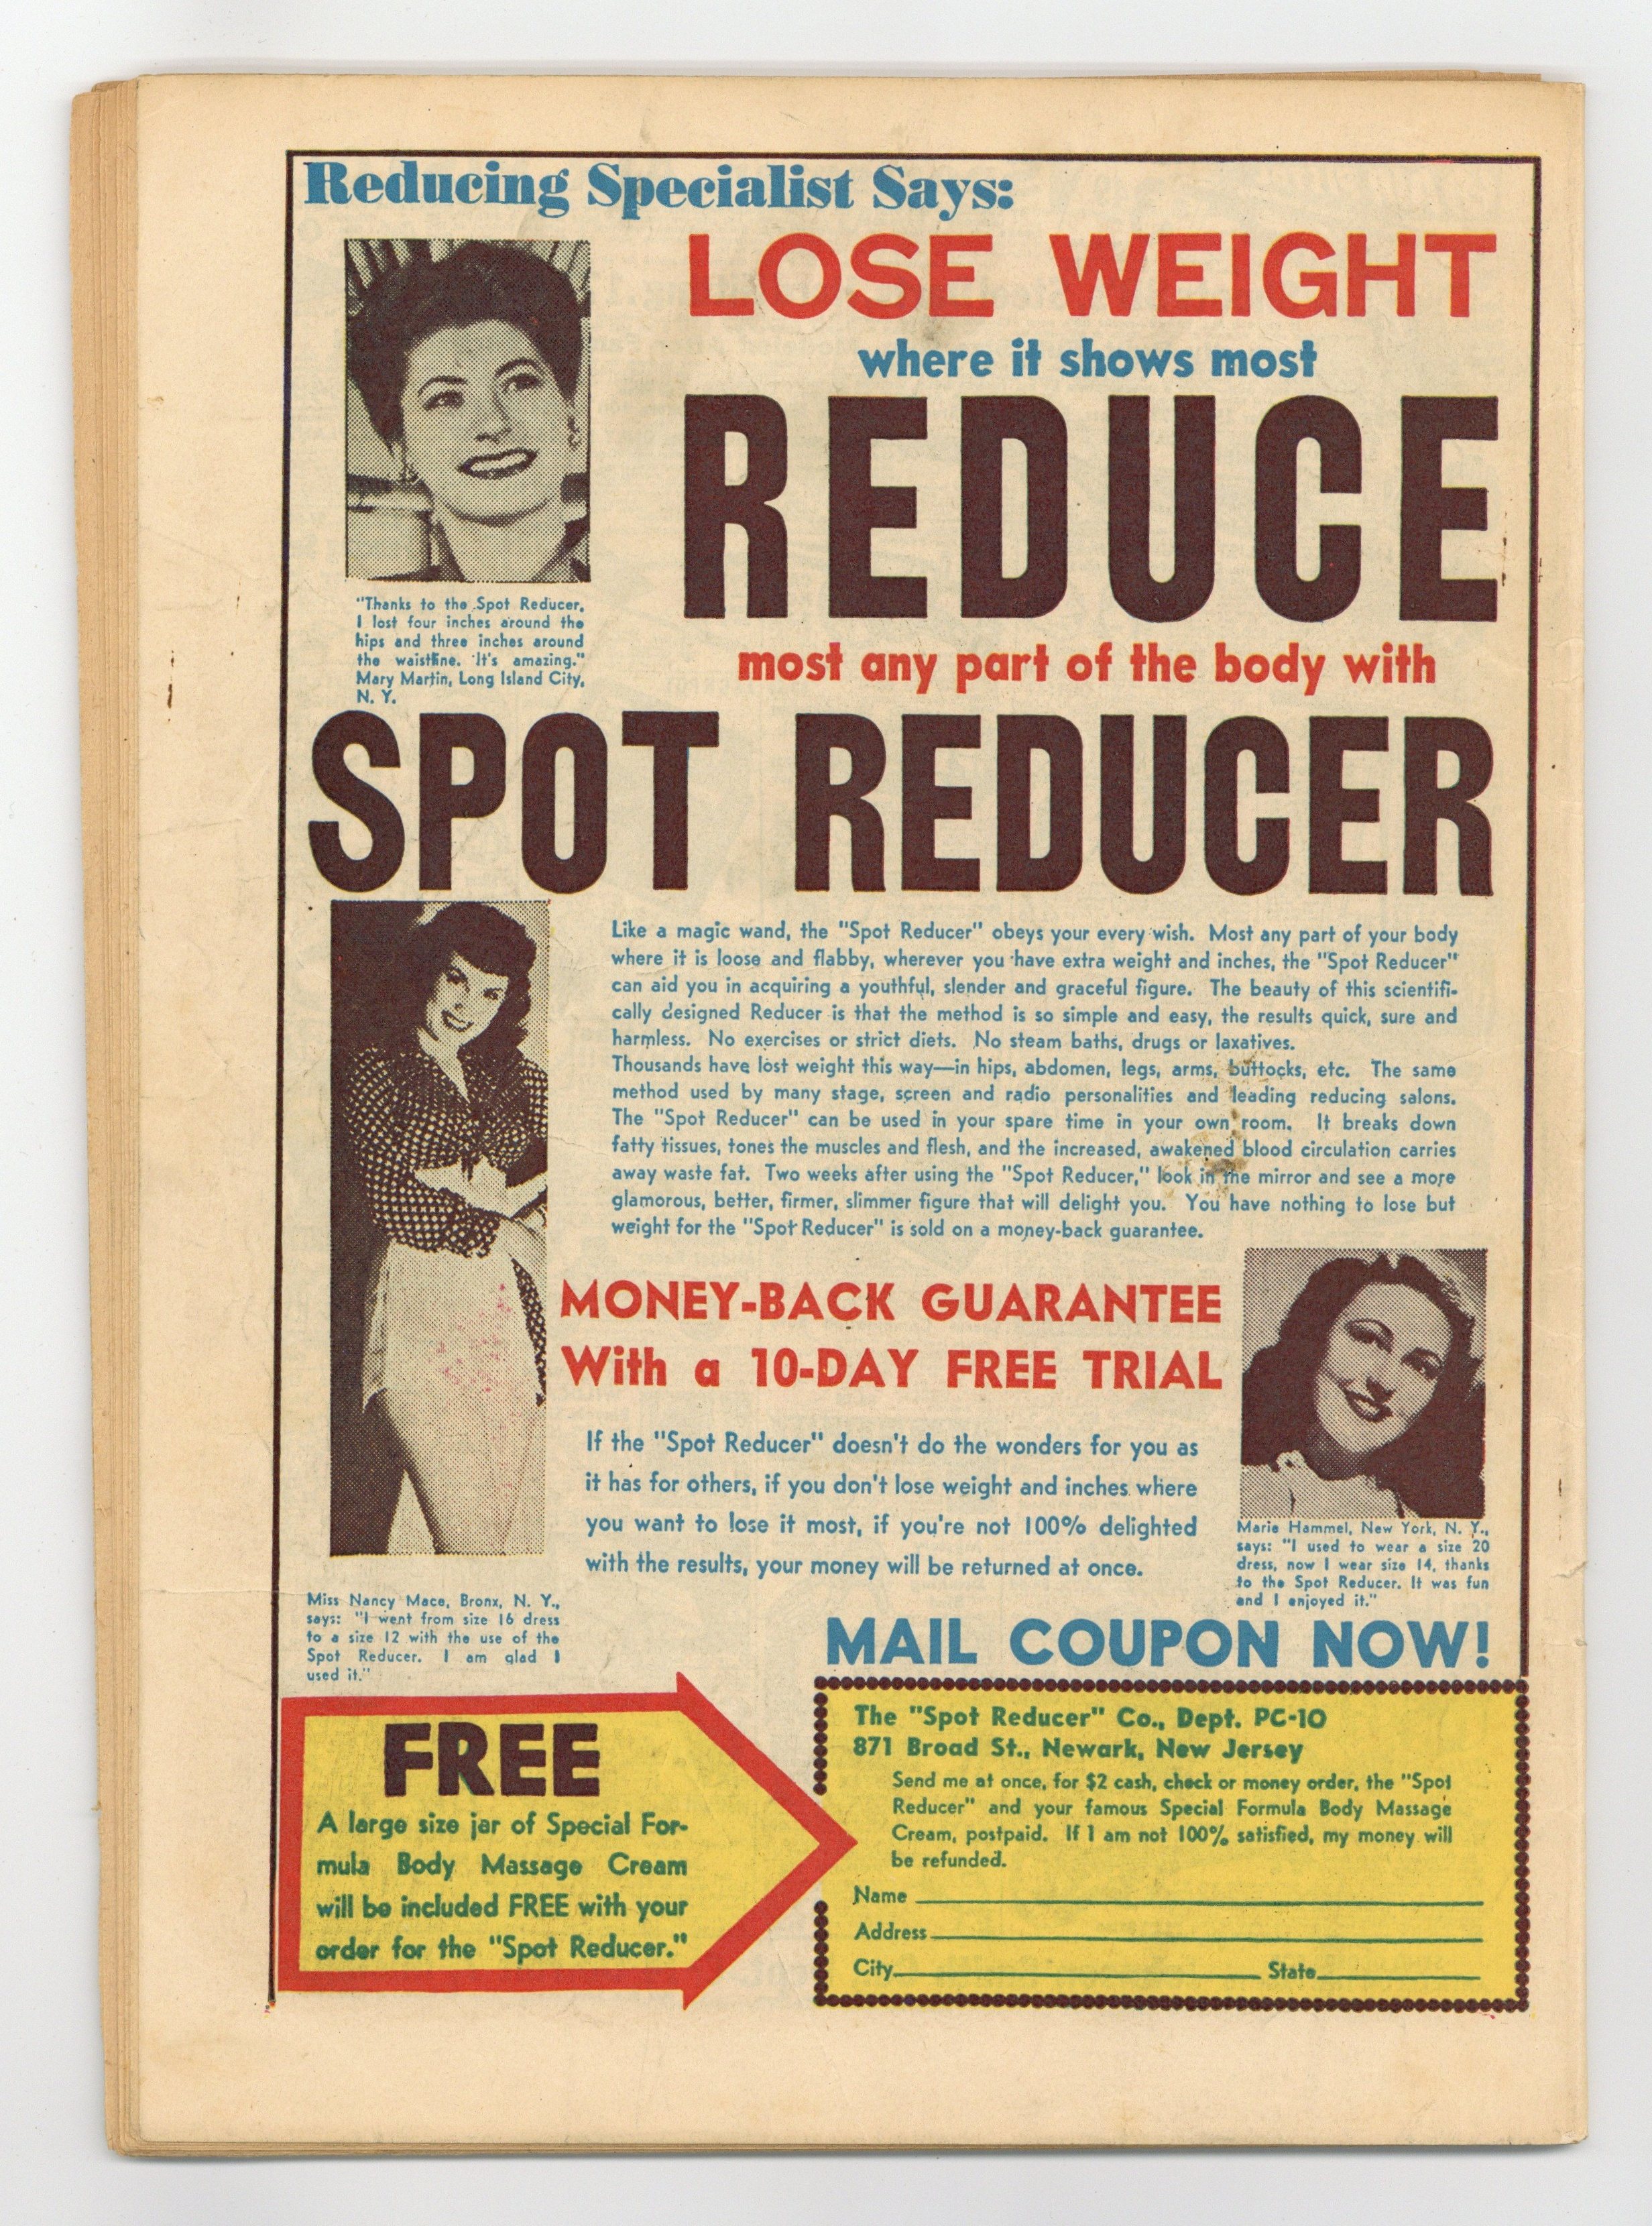 Reducing Specialist Says:
LOSE WEIGHT
where it shows most
REDUCE
most any part of the body with
"Thanks to the Spot Reducer,
I lost four inches around the
hips and three inches around
the waistline. It's amazing."
Mary Martin, Long Island City,
N. Y.
SPOT REDUCER
Like a magic wand, the "Spot Reducer" obeys your every wish. Most any part of your body
where it is loose and flabby, wherever you have extra weight and inches, the "Spot Reducer"
can aid you in acquiring a youthful, slender and graceful figure. The beauty of this scientifi-
cally designed Reducer is that the method is so simple and easy, the results quick, sure and
harmless. No exercises or strict diets. No steam baths, drugs or laxatives.
Thousands have lost weight this way—in hips, abdomen, legs, arms, buttocks, etc. The same
method used by many stage, screen and radio personalities and leading reducing salons.
The "Spot Reducer" can be used in your spare time in your own room. It breaks down
fatty tissues, tones the muscles and flesh, and the increased, awakened blood circulation carries
away waste fat. Two weeks after using the "Spot Reducer," look in the mirror and see a more
glamorous, better, firmer, slimmer figure that will delight you. You have nothing to lose but
weight for the "Spot Reducer" is sold on a money-back guarantee.
MONEY-BACK GUARANTEE
With a 10-DAY FREE TRIAL
If the "Spot Reducer" doesn't do the wonders for you as
it has for others, if you don't lose weight and inches where
you want to lose it most, if you're not 100% delighted
with the results, your money will be returned at once.
Marie Hammel, New York, N. Y.,
says: "I used to wear a size 20
dress, now I wear size 14, thanks
to the Spot Reducer. It was fun
and I enjoyed it."
Miss Nancy Mace, Bronx, N. Y.,
says: "I went from size 16 dress
to a size 12 with the use of the
Spot Reducer. I am glad I
used it."
MAIL COUPON NOW!
FREE
A large size jar of Special For-
mula Body Massage Cream
will be included FREE with your
order for the "Spot Reducer."
The "Spot Reducer" Co., Dept. PC-10
871 Broad St., Newark, New Jersey
Send me at once, for $2 cash, check or money order, the "Spot
Reducer" and your famous Special Formula Body Massage
Cream, postpaid. If I am not 100% satisfied, my money will
be refunded.
Name
Address
City State